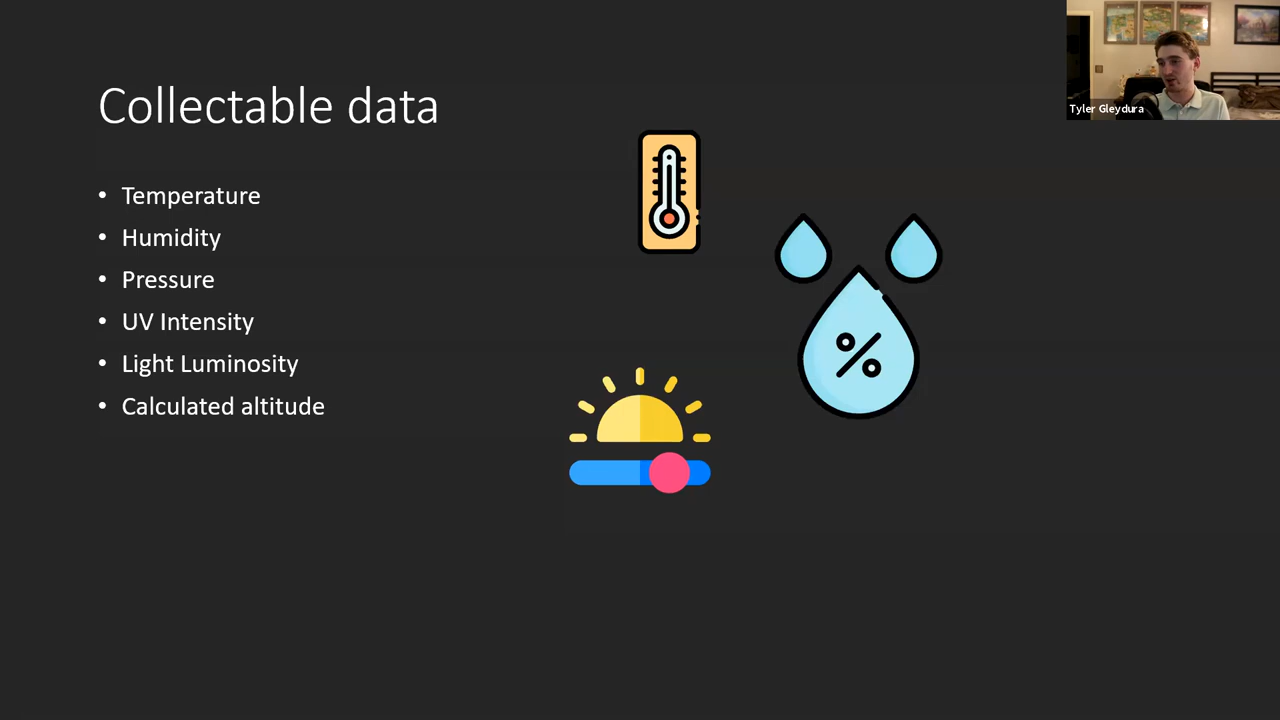 Collectable data
• Temperature
• Humidity
• Pressure
• UV Intensity
• Light Luminosity
• Calculated altitude
%
Tyler Gleydura